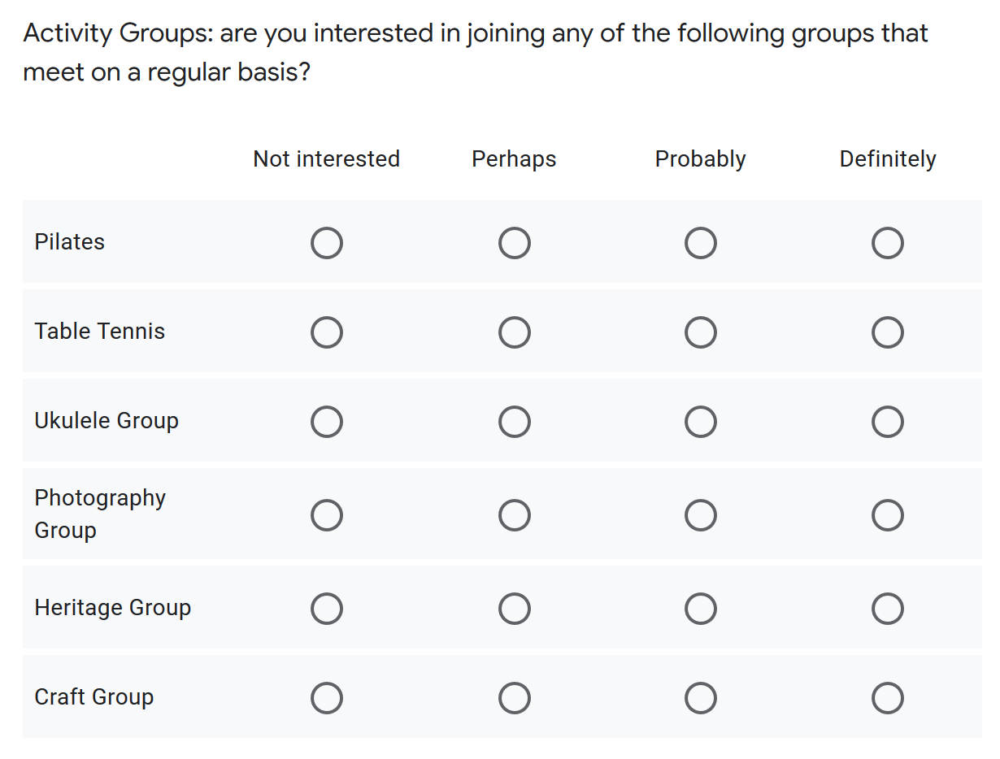 Activity Groups: are you interested in joining any of the following groups that
meet on a regular basis?
Not interested Perhaps Probably Definitely
Pilates
Table Tennis
Ukulele Group
Photography
Group
Heritage Group
Craft Group